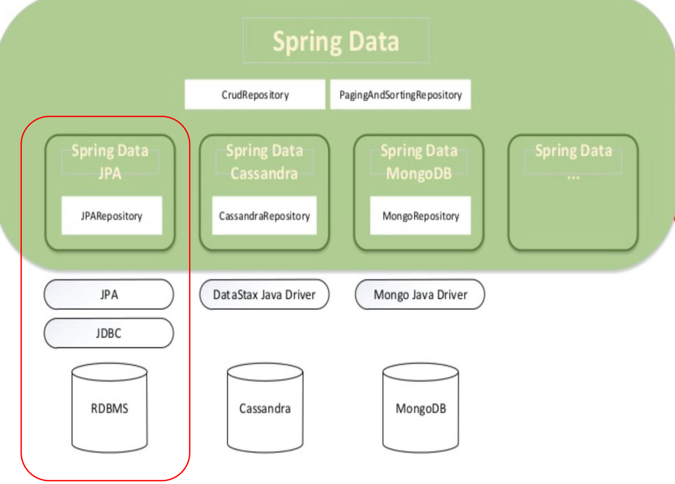 Spring Data
CrudRepository
PagingAndSortingRepository
Spring Data
JPA
JPARepository
Spring Data
Cassandra
CassandraRepository
Spring Data
MongoDB
MongoRepository
Spring Data
...
JPA
DataStax Java Driver
Mongo Java Driver
JDBC
RDBMS
Cassandra
MongoDB